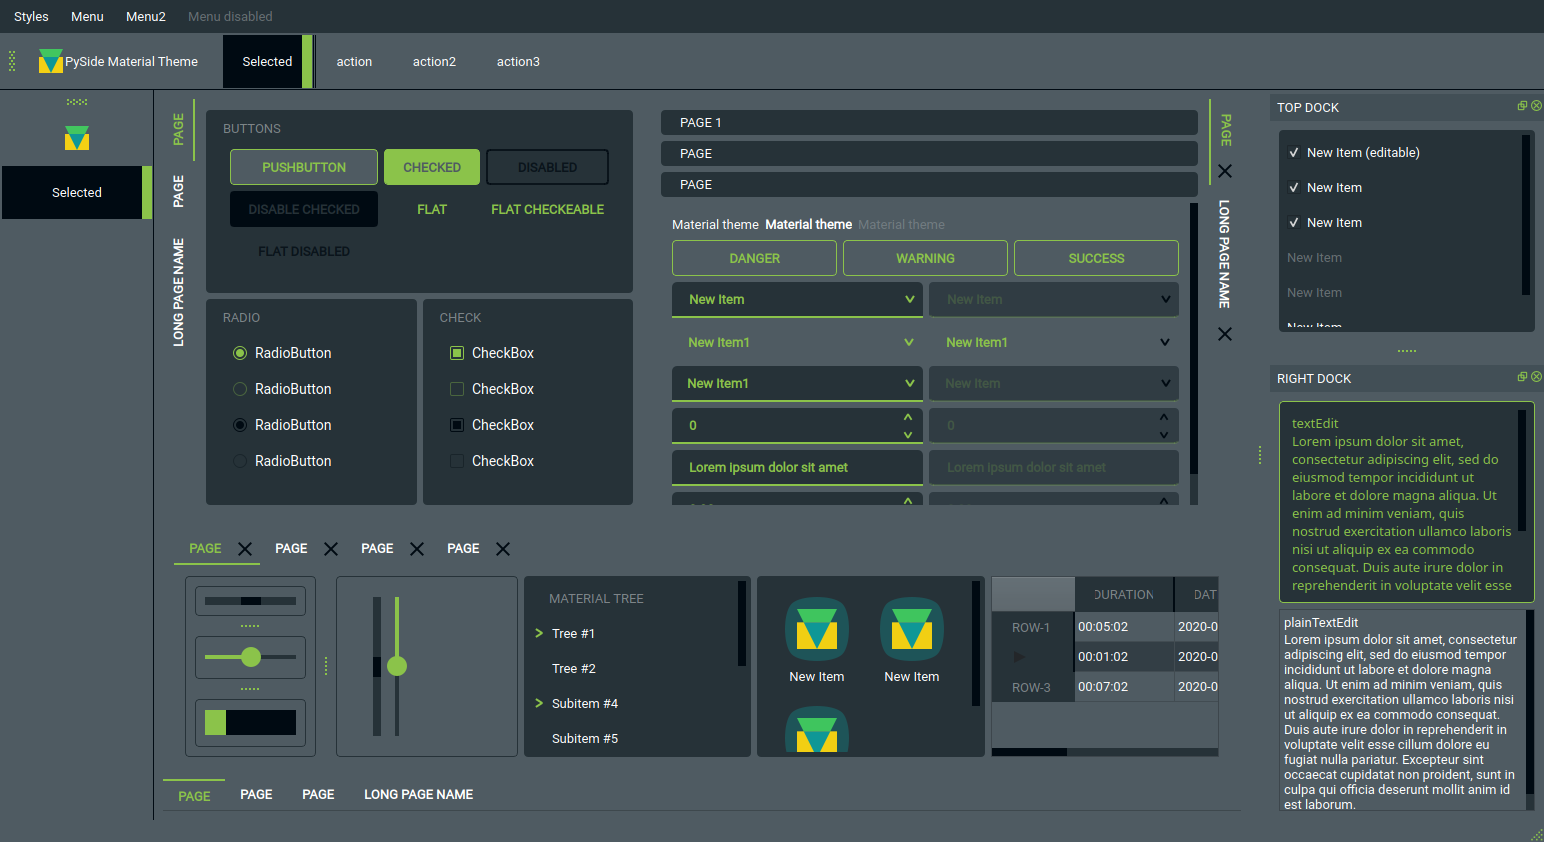 Styles Menu Menu2 Menu disabled
PySide Material Theme Selected action action2 action3
Selected
PAGE
PAGE
LONG PAGE NAME
BUTTONS
PUSHBUTTON CHECKED DISABLED
DISABLE CHECKED FLAT FLAT CHECKEABLE
FLAT DISABLED
RADIO
RadioButton
RadioButton
RadioButton
RadioButton
CHECK
CheckBox
CheckBox
CheckBox
CheckBox
PAGE 1
PAGE
PAGE
Material theme Material theme Material theme
DANGER WARNING SUCCESS
New Item New Item
New Item1 New Item1
New Item1 New Item
0 0
Lorem ipsum dolor sit amet Lorem ipsum dolor sit amet
PAGE
LONG PAGE NAME
TOP DOCK
New Item (editable)
New Item
New Item
New Item
New Item
New Item
RIGHT DOCK
textEdit
Lorem ipsum dolor sit amet,
consectetur adipiscing elit, sed do
eiusmod tempor incididunt ut
labore et dolore magna aliqua. Ut
enim ad minim veniam, quis
nostrud exercitation ullamco laboris
nisi ut aliquip ex ea commodo
consequat. Duis aute irure dolor in
reprehenderit in voluptate velit esse
plainTextEdit
Lorem ipsum dolor sit amet, consectetur
adipiscing elit, sed do eiusmod tempor
incididunt ut labore et dolore magna
aliqua. Ut enim ad minim veniam, quis
nostrud exercitation ullamco laboris nisi
ut aliquip ex ea commodo consequat.
Duis aute irure dolor in reprehenderit in
voluptate velit esse cillum dolore eu
fugiat nulla pariatur. Excepteur sint
occaecat cupidatat non proident, sunt in
culpa qui officia deserunt mollit anim id
est laborum.
PAGE PAGE PAGE PAGE
MATERIAL TREE
Tree #1
Tree #2
Subitem #4
Subitem #5
New Item New Item
DURATION DAT
ROW-1 00:05:02 2020-0
00:01:02 2020-0
ROW-3 00:07:02 2020-0
PAGE PAGE PAGE LONG PAGE NAME